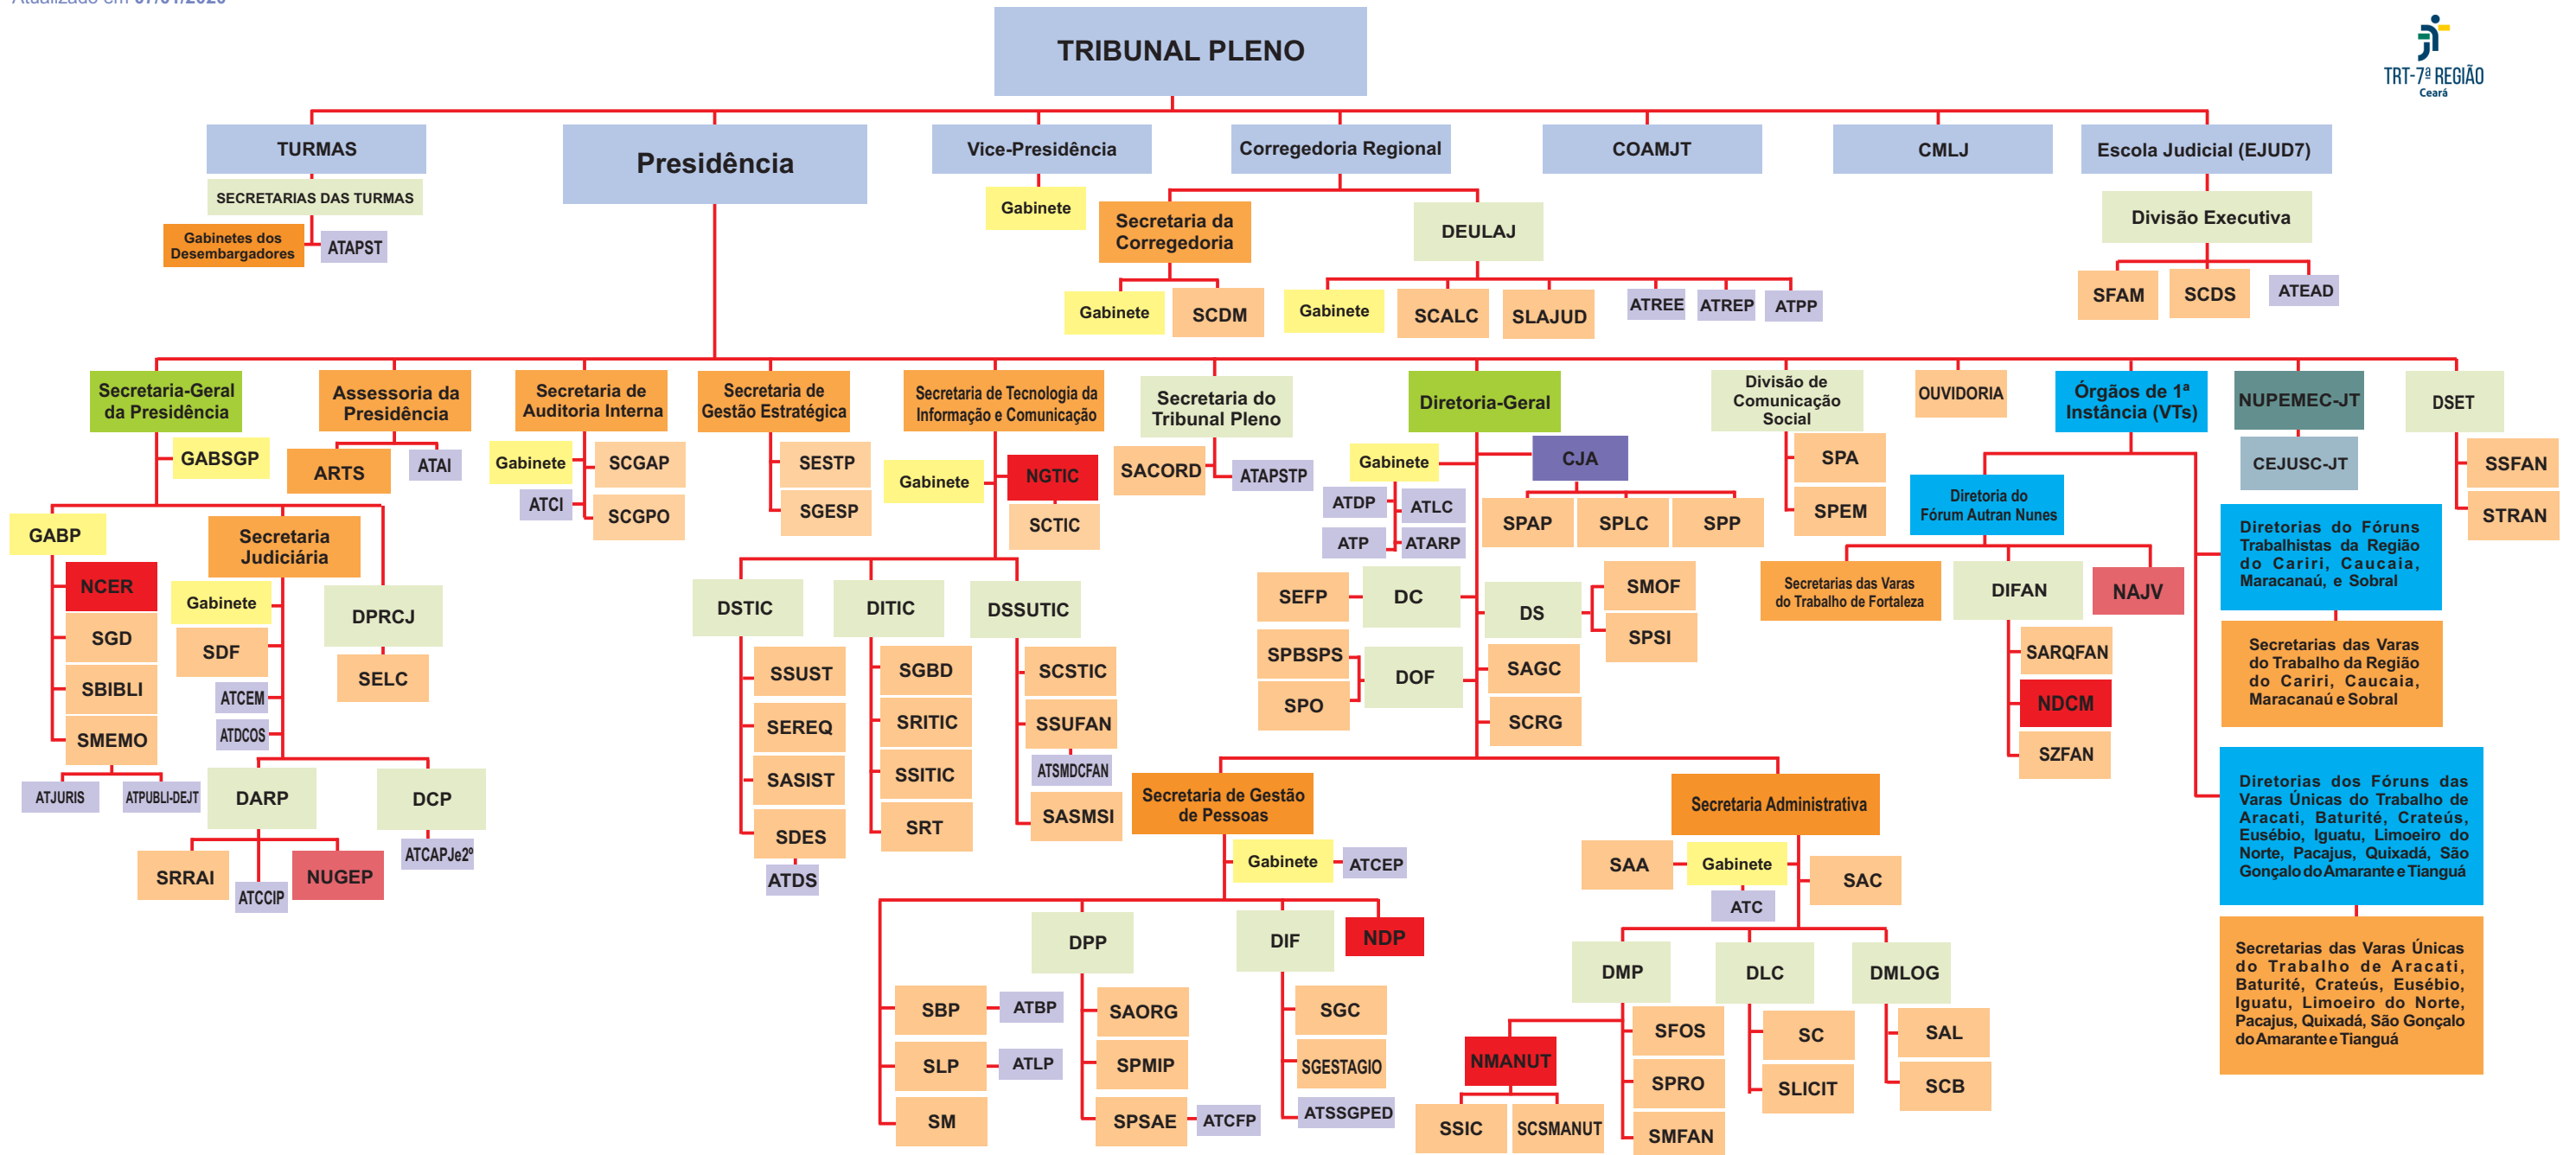 TRIBUNAL PLENO
TRT-7ª REGIÃO
Ceará
TURMAS
Presidência
Vice-Presidência
Corregedoria Regional
COAMJT
CMLJ
Escola Judicial (EJUD7)
SECRETARIAS DAS TURMAS
Gabinetes dos
Desembargadores
ATAPST
Gabinete
Secretaria da
Corregedoria
DEULAJ
Divisão Executiva
Gabinete
SCDM
Gabinete
SCALC
SLAJUD
ATREE
ATREP
ATPP
SFAM
SCDS
ATEAD
Secretaria-Geral
da Presidência
Assessoria da
Presidência
Secretaria de
Auditoria Interna
Secretaria de
Gestão Estratégica
Secretaria de Tecnologia da
Informação e Comunicação
Secretaria do
Tribunal Pleno
Diretoria-Geral
Divisão de
Comunicação
Social
OUVIDORIA
Órgãos de 1ª
Instância (VTs)
NUPEMEC-JT
DSET
GABSGP
ARTS
ATAI
Gabinete
SCGAP
ATCI
SCGPO
SESTP
SGESP
Gabinete
NGTIC
SCTIC
SACORD
ATAPSTP
Gabinete
CJA
ATDP
ATLC
ATP
ATARP
SPAP
SPLC
SPP
SPA
SPEM
CEJUSC-JT
SSFAN
STRAN
Diretoria do
Fórum Autran Nunes
Diretorias do Fóruns
Trabalhistas da Região
do Cariri, Caucaia,
Maracanaú, e Sobral
GABP
Secretaria
Judiciária
NCER
Gabinete
DPRCJ
SGD
SDF
SELC
SBIBLI
ATCEM
SMEMO
ATDCOS
ATJURIS
ATPUBLI-DEJT
DARP
DCP
SRRAI
ATCCIP
NUGEP
ATCAPJe2º
DSTIC
DITIC
DSSUTIC
SSUST
SGBD
SCSTIC
SEREQ
SRITIC
SSUFAN
SASIST
SSITIC
ATSMDCFAN
SDES
SRT
SASMSI
ATDS
SEFP
DC
DS
SMOF
SPSI
SPBSPS
DOF
SPO
SAGC
SCRG
Secretarias das Varas
do Trabalho de Fortaleza
DIFAN
NAJV
SARQFAN
NDCM
SZFAN
Secretarias das Varas
do Trabalho da Região
do Cariri, Caucaia,
Maracanaú e Sobral
Secretaria de Gestão
de Pessoas
Secretaria Administrativa
Gabinete
ATCEP
SAA
Gabinete
SAC
ATC
Diretorias dos Fóruns das
Varas Únicas do Trabalho de
Aracati, Baturité, Crateús,
Eusébio, Iguatu, Limoeiro do
Norte, Pacajus, Quixadá, São
Gonçalo do Amarante e Tianguá
DPP
DIF
NDP
SBP
ATBP
SAORG
SGC
SLP
ATLP
SPMIP
SGESTAGIO
SM
SPSAE
ATCFP
ATSSGPED
DMP
DLC
DMLOG
NMANUT
SFOS
SC
SAL
SPRO
SLICIT
SCB
SSIC
SCSMANUT
SMFAN
Secretarias das Varas Únicas
do Trabalho de Aracati,
Baturité, Crateús, Eusébio,
Iguatu, Limoeiro do Norte,
Pacajus, Quixadá, São Gonçalo
do Amarante e Tianguá